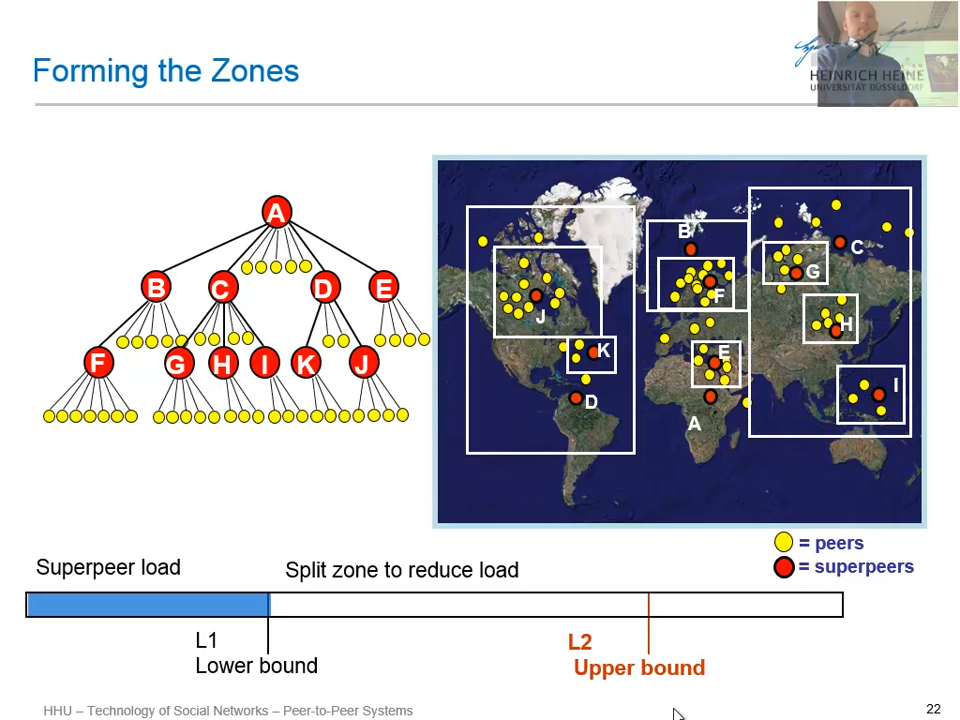 Forming the Zones
HEINRICH HEINE
UNIVERSITÄT DÜSSELDORF
A
B
C
D
E
F
G
H
I
K
J
B
C
G
F
J
H
K
E
I
D
A
= peers
= superpeers
Superpeer load
Split zone to reduce load
L1
Lower bound
L2
Upper bound
HHU – Technology of Social Networks – Peer-to-Peer Systems
22